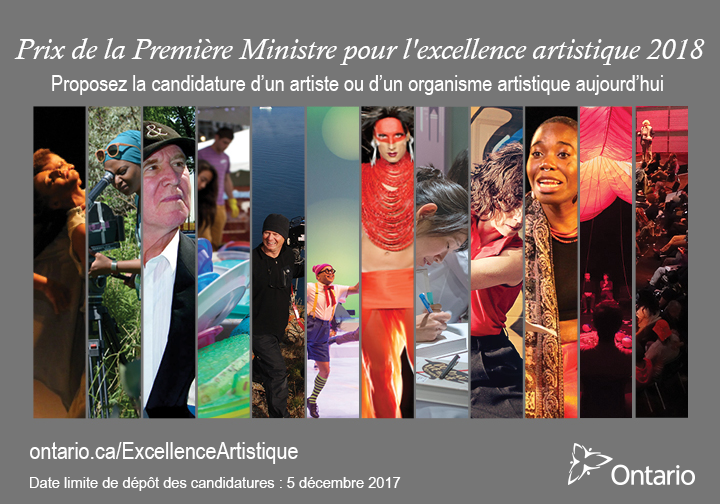 Prix de la Première Ministre pour l'excellence artistique 2018
Proposez la candidature d'un artiste ou d'un organisme artistique aujourd'hui
&
ontario.ca/ExcellenceArtistique
Date limite de dépôt des candidatures : 5 décembre 2017
Ontario